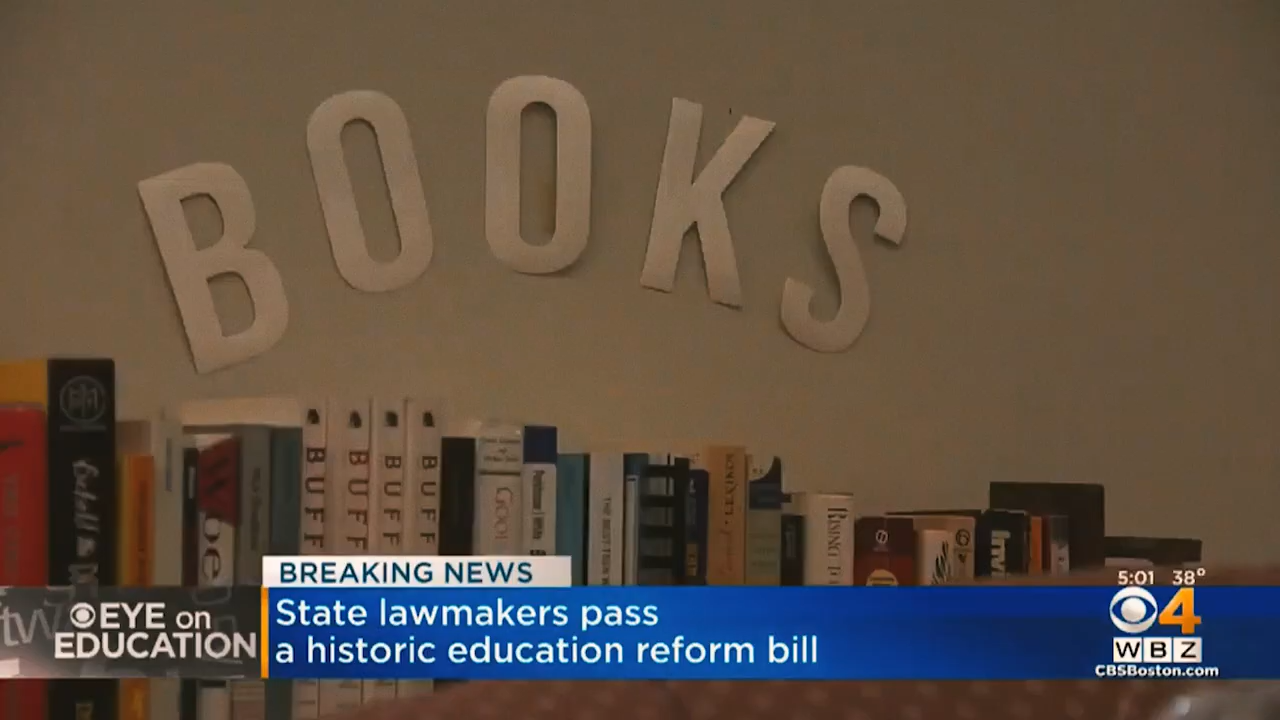 BOOKS
BUFF
BUFF
BUFF
BUFF
BREAKING NEWS
EYE on
EDUCATION
State lawmakers pass
a historic education reform bill
5:01 38°
4
WBZ
CBSBoston.com